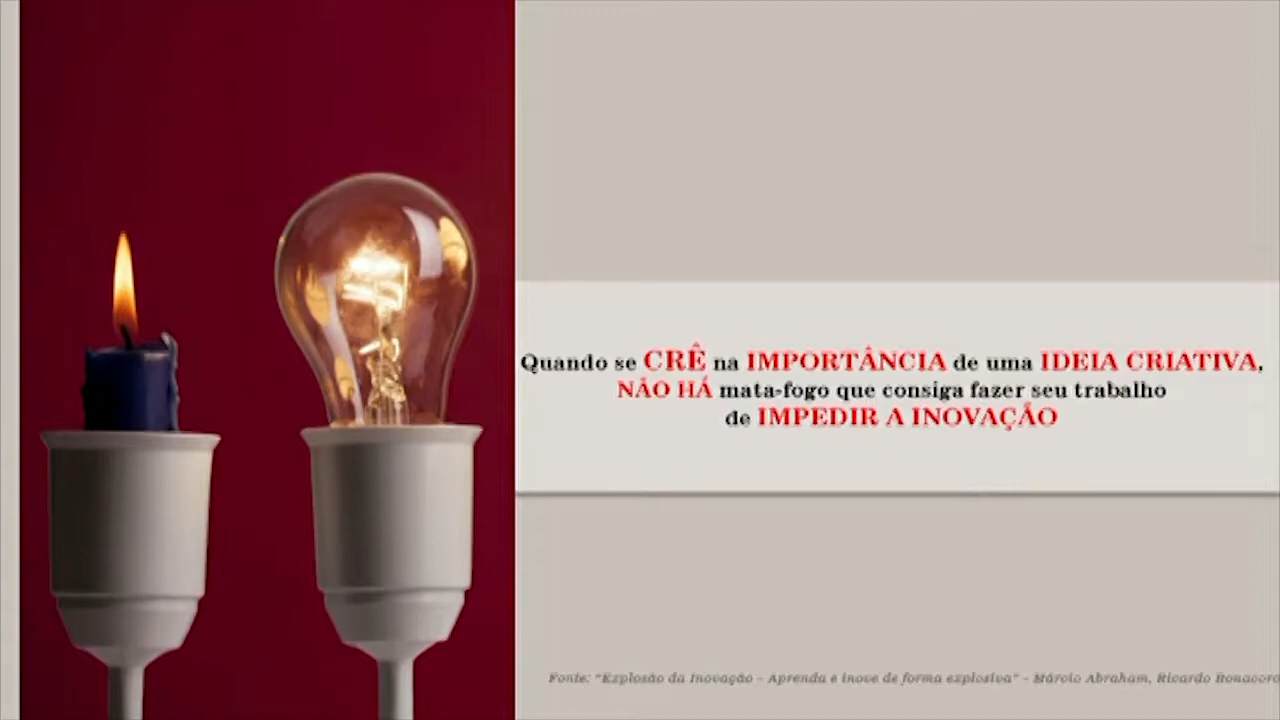 Quando se CRÊ na IMPORTÂNCIA de uma IDEIA CRIATIVA,
NÃO HÁ mata-fogo que consiga fazer seu trabalho
de IMPEDIR A INOVAÇÃO
Fonte: "Explosão da Inovação – Aprenda e inove de forma explosiva" – Márcio Abraham, Ricardo